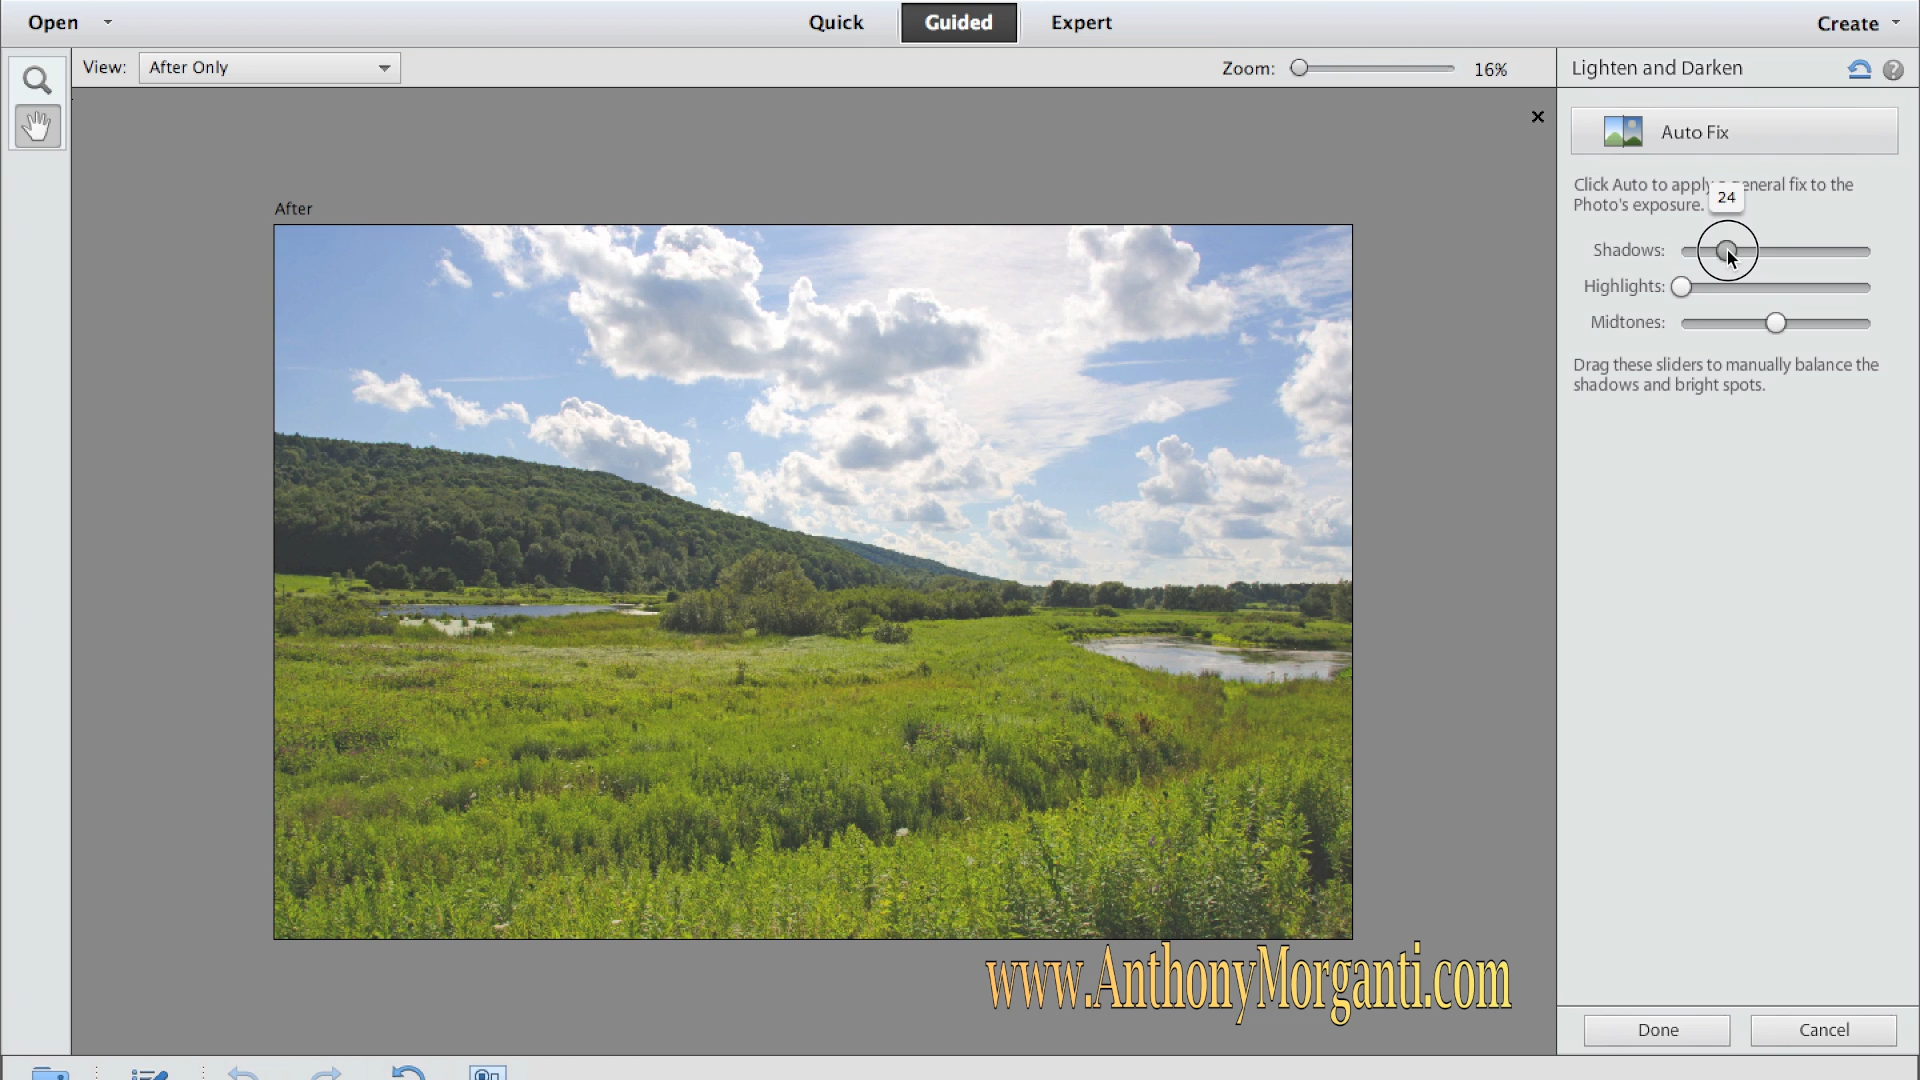 Open
Quick
Guided
Expert
Create
View: After Only
Zoom: 16%
Lighten and Darken
?
Auto Fix
Click Auto to apply general fix to the
Photo's exposure.
24
Shadows:
Highlights:
Midtones:
Drag these sliders to manually balance the
shadows and bright spots.
After
www.AnthonyMorganti.com
Done
Cancel